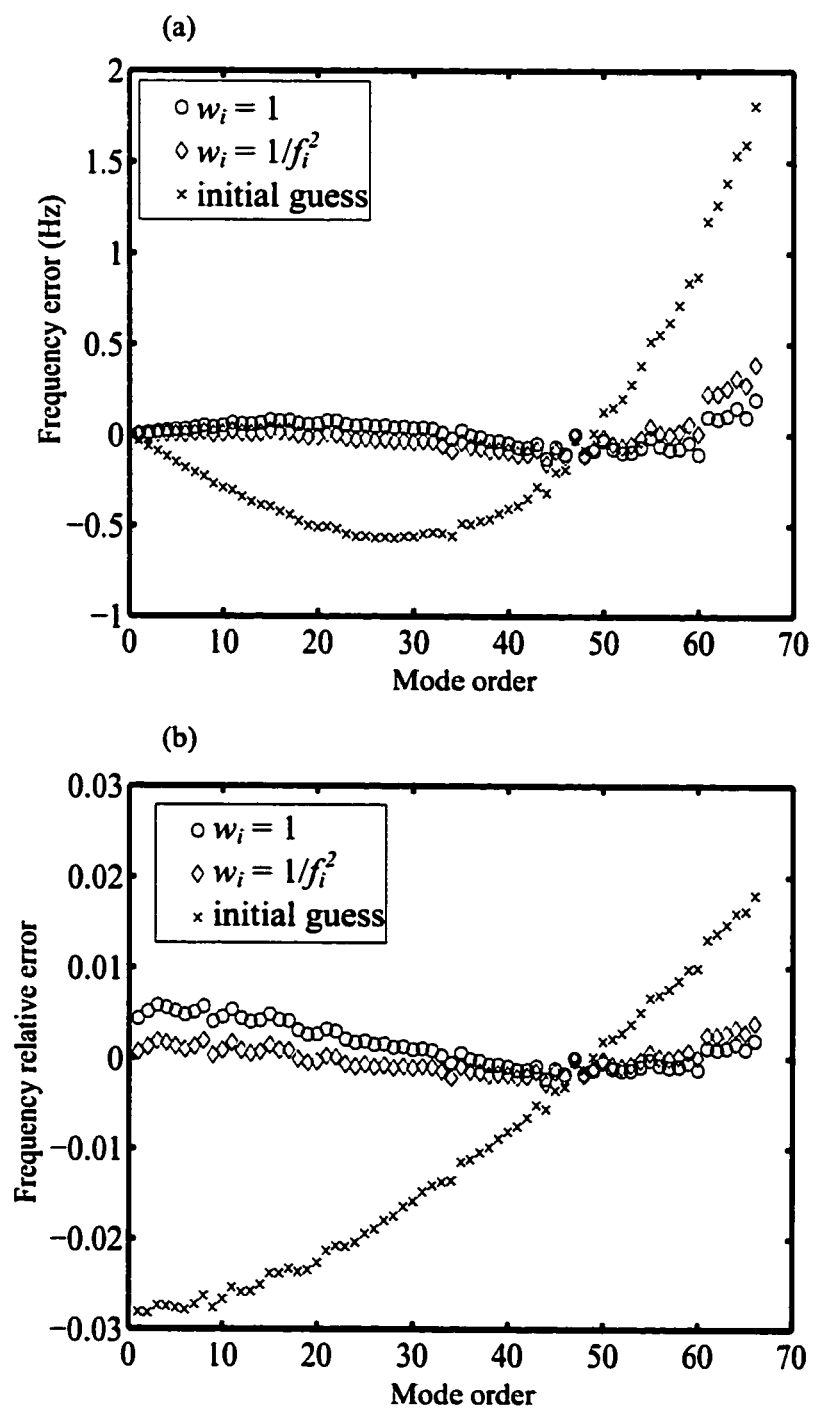 (a)
2
1.5
1
0.5
0
−0.5
−1
Frequency error (Hz)
w_i = 1
w_i = 1/f_i^2
initial guess
0 10 20 30 40 50 60 70
Mode order
(b)
0.03
0.02
0.01
0
−0.01
−0.02
−0.03
Frequency relative error
w_i = 1
w_i = 1/f_i^2
initial guess
0 10 20 30 40 50 60 70
Mode order